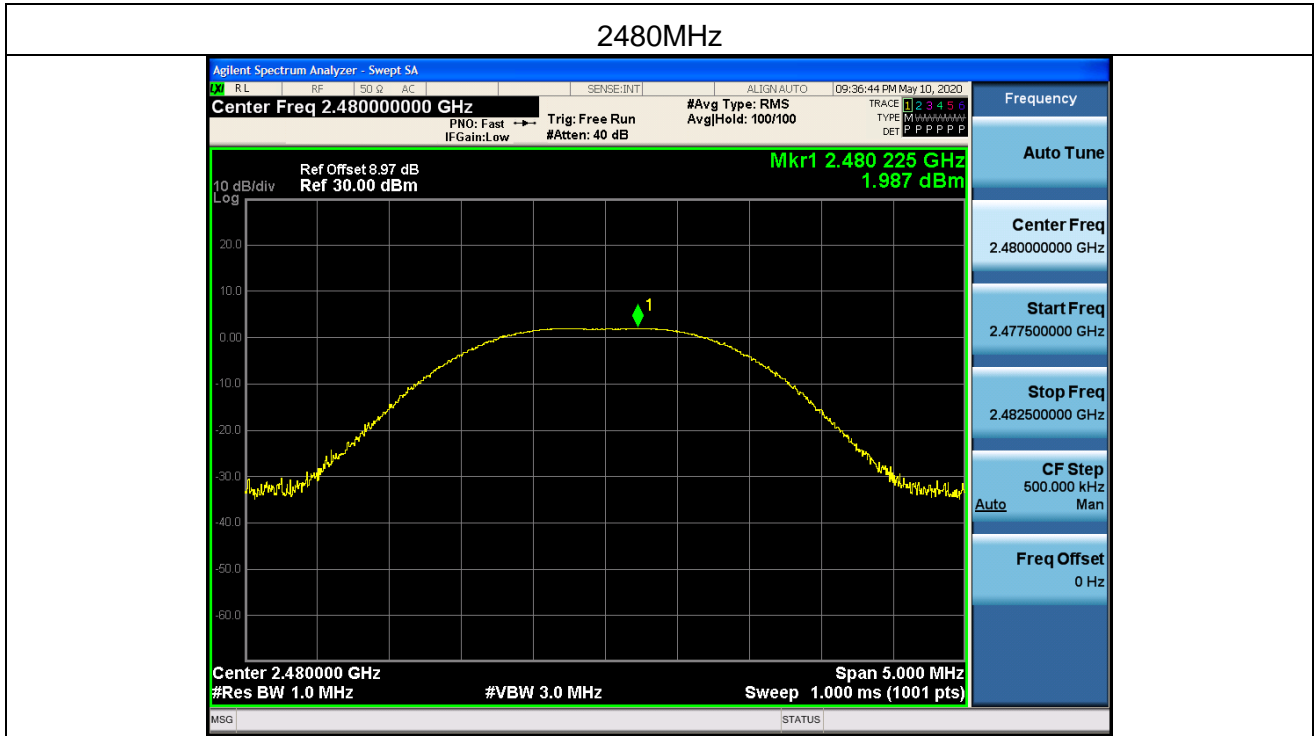 2480MHz
Agilent Spectrum Analyzer - Swept SA
LXI RL RF 50 Ω AC SENSE:INT ALIGN AUTO 09:36:44 PM May 10, 2020
Center Freq 2.480000000 GHz
PNO: Fast
IFGain:Low
Trig: Free Run
#Atten: 40 dB
#Avg Type: RMS
Avg|Hold: 100/100
TRACE 1 2 3 4 5 6
TYPE M
DET P P P P P P
Frequency
Auto Tune
Center Freq
2.480000000 GHz
Start Freq
2.477500000 GHz
Stop Freq
2.482500000 GHz
CF Step
500.000 kHz
Auto Man
Freq Offset
0 Hz
Mkr1 2.480 225 GHz
1.987 dBm
Ref Offset 8.97 dB
10 dB/div Ref 30.00 dBm
Log
20.0
10.0
1
0.00
-10.0
-20.0
-30.0
-40.0
-50.0
-60.0
Center 2.480000 GHz Span 5.000 MHz
#Res BW 1.0 MHz #VBW 3.0 MHz Sweep 1.000 ms (1001 pts)
MSG STATUS